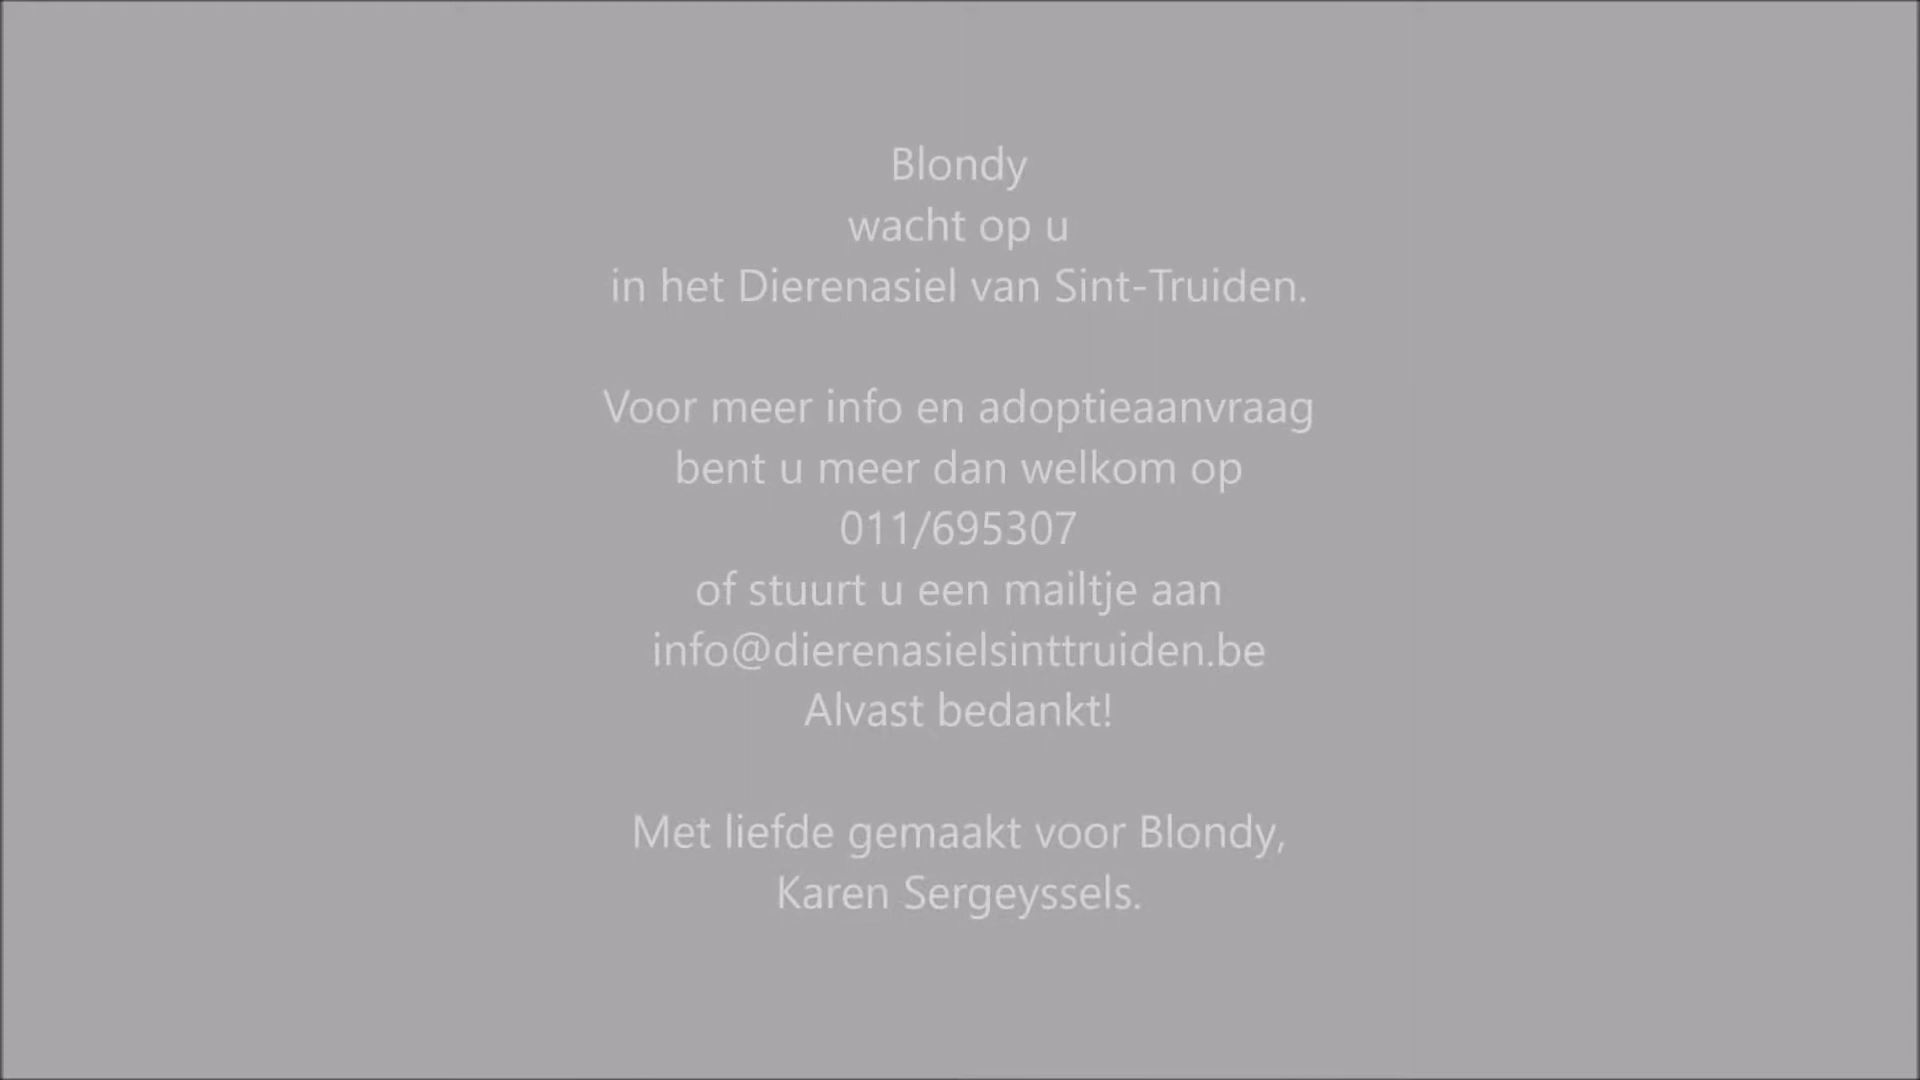 Blondy
wacht op u
in het Dierenasiel van Sint-Truiden.
Voor meer info en adoptieaanvraag
bent u meer dan welkom op
011/695307
of stuurt u een mailtje aan
info@dierenasielsinttruiden.be
Alvast bedankt!
Met liefde gemaakt voor Blondy,
Karen Sergeyssels.